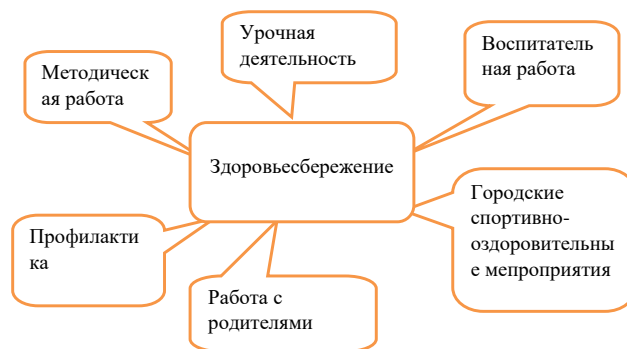 Урочная
деятельность
Воспитатель
ная работа
Методическ
ая работа
Здоровьесбережение
Городские
спортивно-
оздоровительны
е мепроприятия
Профилакти
ка
Работа с
родителями